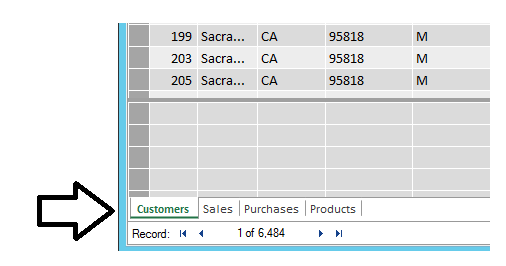 199 Sacra... CA 95818 M
203 Sacra... CA 95818 M
205 Sacra... CA 95818 M
Customers Sales Purchases Products
Record: 1 of 6,484